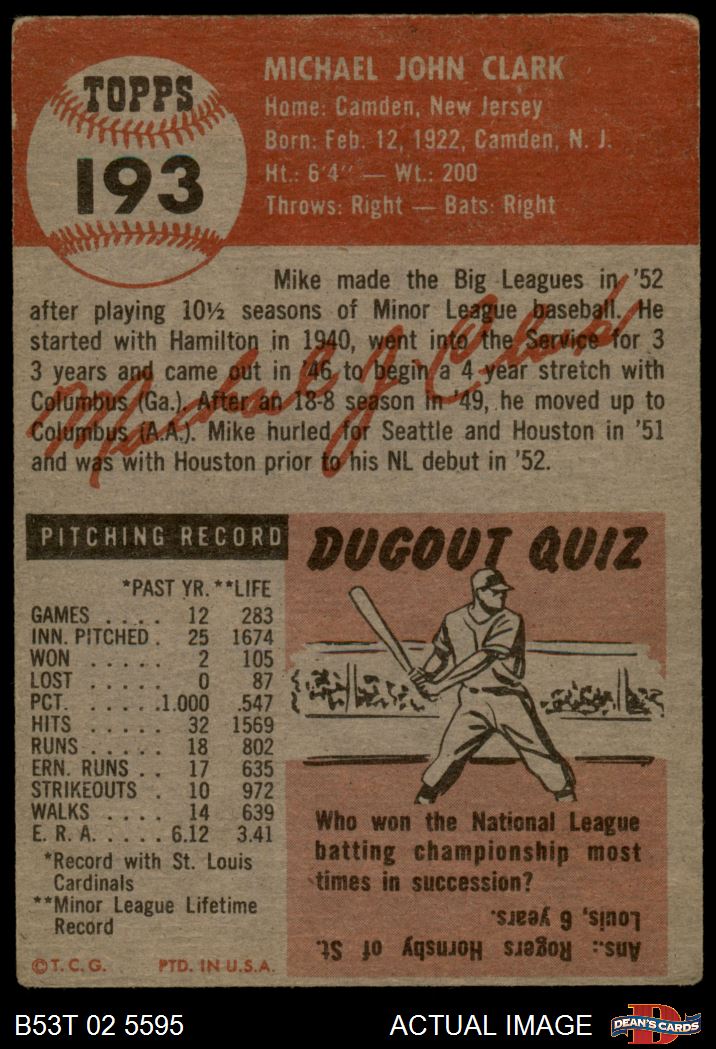 TOPPS
193
MICHAEL JOHN CLARK
Home: Camden, New Jersey
Born: Feb. 12, 1922, Camden, N. J.
Ht.: 6'4" — Wt.: 200
Throws: Right — Bats: Right
Mike made the Big Leagues in '52
after playing 10½ seasons of Minor League baseball. He
started with Hamilton in 1940, went into the Service for 3
3 years and came out in '46 to begin a 4 year stretch with
Columbus (Ga.). After an 18-8 season in '49, he moved up to
Columbus (A.A.). Mike hurled for Seattle and Houston in '51
and was with Houston prior to his NL debut in '52.
Michael J. Clark
PITCHING RECORD
*PAST YR. **LIFE
GAMES . . . . 12 283
INN. PITCHED . 25 1674
WON . . . . . 2 105
LOST . . . . . 0 87
PCT. . . . . .1.000 .547
HITS . . . . . 32 1569
RUNS . . . . . 18 802
ERN. RUNS . . 17 635
STRIKEOUTS . 10 972
WALKS . . . . 14 639
E. R. A. . . . . . 6.12 3.41
*Record with St. Louis
Cardinals
**Minor League Lifetime
Record
©T.C.G. PTD. IN U.S.A.
DUGOUT QUIZ
Who won the National League
batting championship most
times in succession?
Ans.: Rogers Hornsby of St.
Louis, 6 years.
B53T 02 5595
ACTUAL IMAGE
DEAN'S CARDS